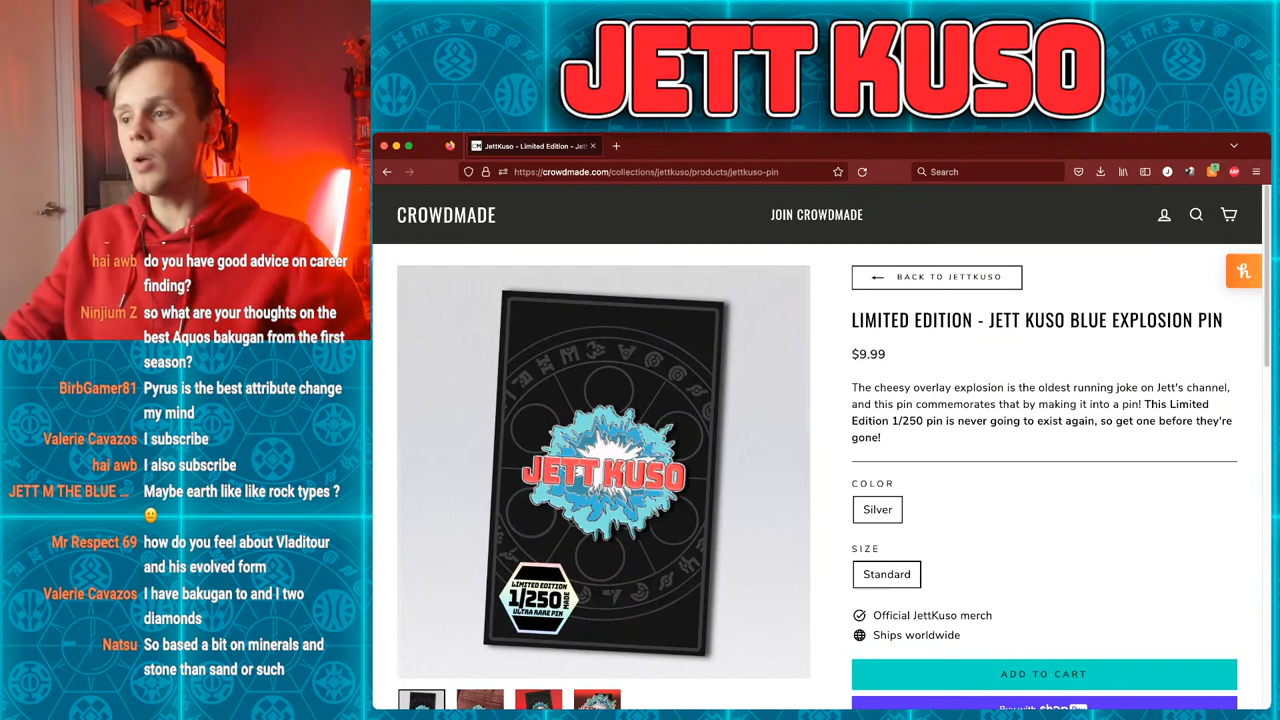 JETT KUSO
JettKuso - Limited Edition - Jet
https://crowdmade.com/collections/jettkuso/products/jettkuso-pin
Search
CROWDMADE
JOIN CROWDMADE
hai awb do you have good advice on career
finding?
Ninjium Z so what are your thoughts on the
best Aquos bakugan from the first
season?
BirbGamer81 Pyrus is the best attribute change
my mind
Valerie Cavazos I subscribe
hai awb I also subscribe
JETT M THE BLUE ... Maybe earth like like rock types ?
Mr Respect 69 how do you feel about Vladitour
and his evolved form
Valerie Cavazos I have bakugan to and I two
diamonds
Natsu So based a bit on minerals and
stone than sand or such
JETT KUSO
LIMITED EDITION
1/250
MADE
ULTRA RARE PIN
BACK TO JETTKUSO
LIMITED EDITION - JETT KUSO BLUE EXPLOSION PIN
$9.99
The cheesy overlay explosion is the oldest running joke on Jett's channel,
and this pin commemorates that by making it into a pin! This Limited
Edition 1/250 pin is never going to exist again, so get one before they're
gone!
COLOR
Silver
SIZE
Standard
Official JettKuso merch
Ships worldwide
ADD TO CART
Buy with shop Pay